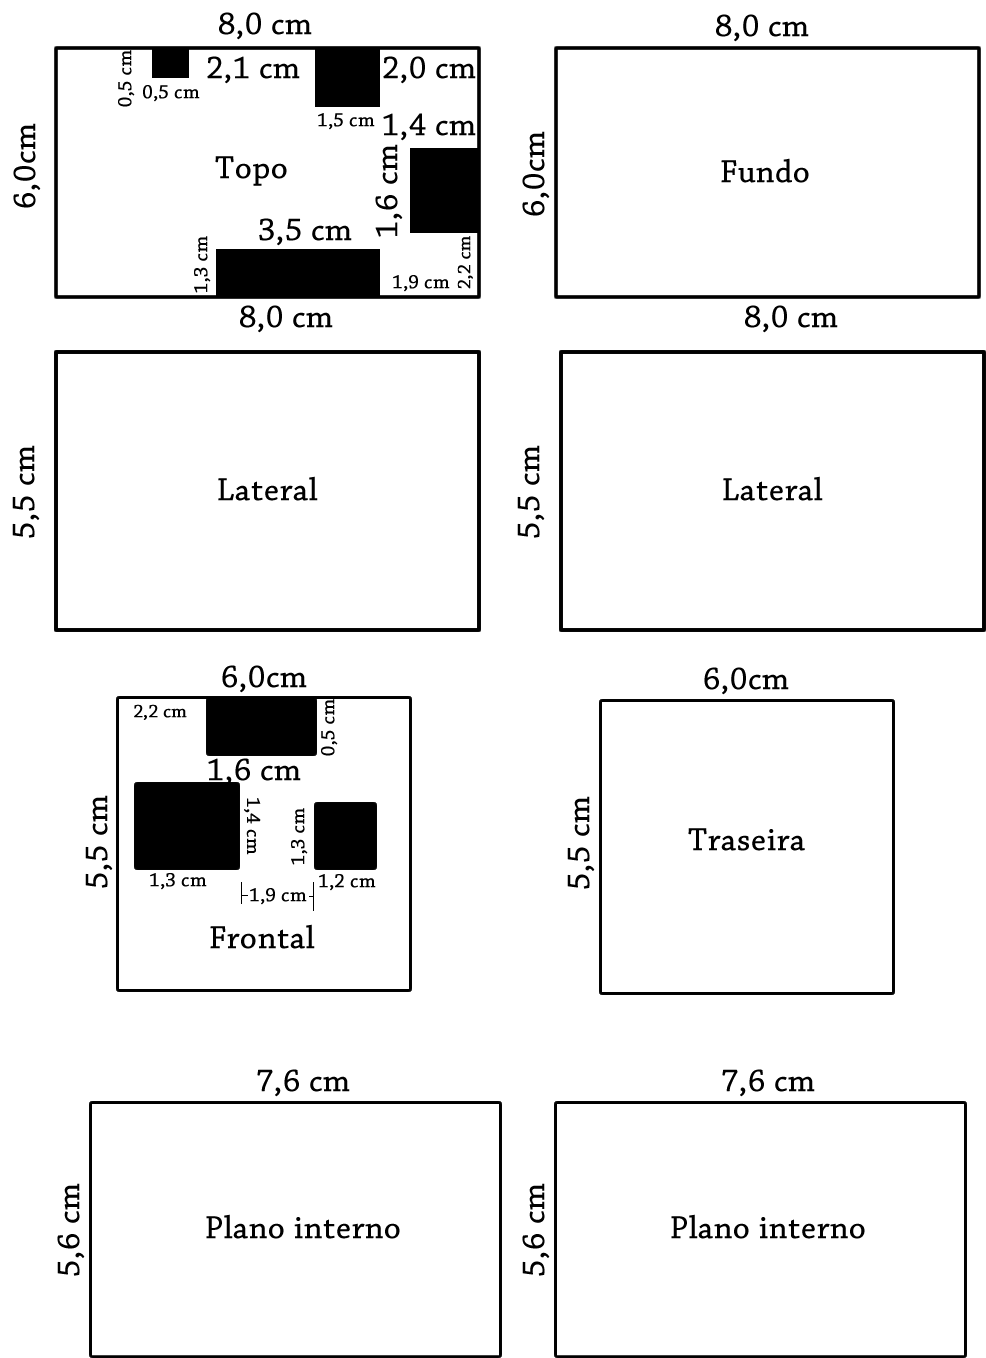 8,0 cm
8,0 cm
0,5 cm
0,5 cm
2,1 cm
2,0 cm
1,5 cm
1,4 cm
6,0cm
Topo
1,6 cm
3,5 cm
1,3 cm
1,9 cm
2,2 cm
6,0cm
Fundo
8,0 cm
8,0 cm
5,5 cm
Lateral
5,5 cm
Lateral
6,0cm
6,0cm
2,2 cm
0,5 cm
1,6 cm
5,5 cm
1,4 cm
1,3 cm
1,3 cm
1,2 cm
1,9 cm
Frontal
5,5 cm
Traseira
7,6 cm
7,6 cm
5,6 cm
Plano interno
5,6 cm
Plano interno